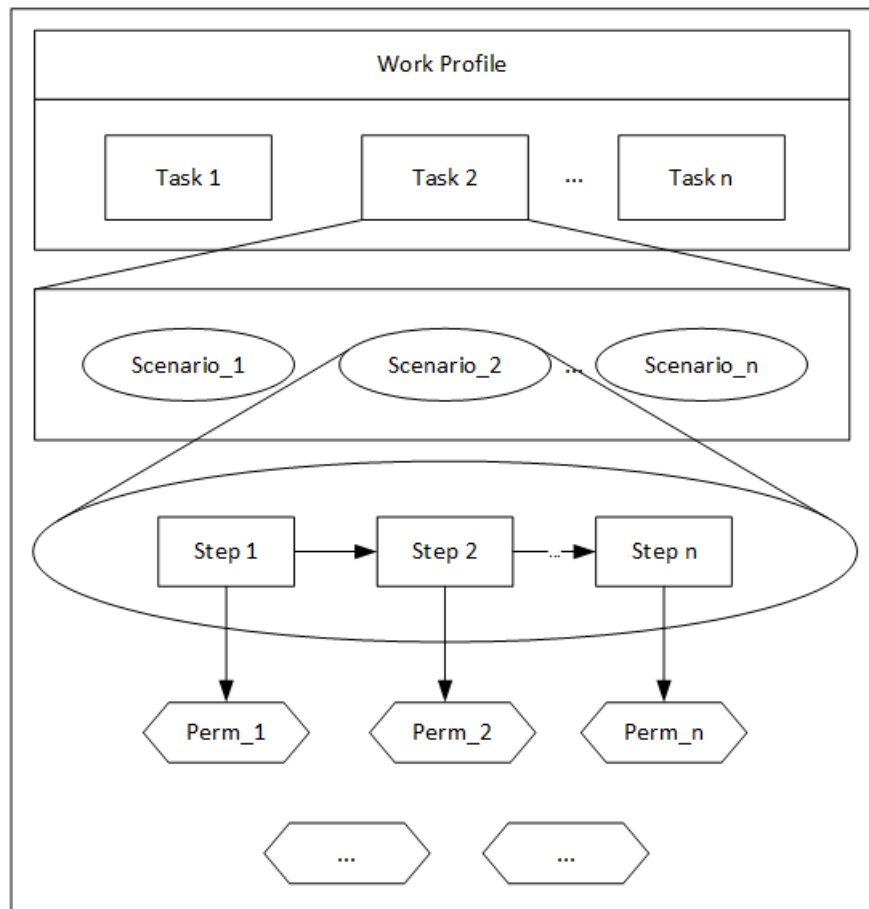 Work Profile
Task 1 Task 2 ... Task n
Scenario_1 Scenario_2 ... Scenario_n
Step 1 Step 2 ... Step n
Perm_1 Perm_2 Perm_n
... ...